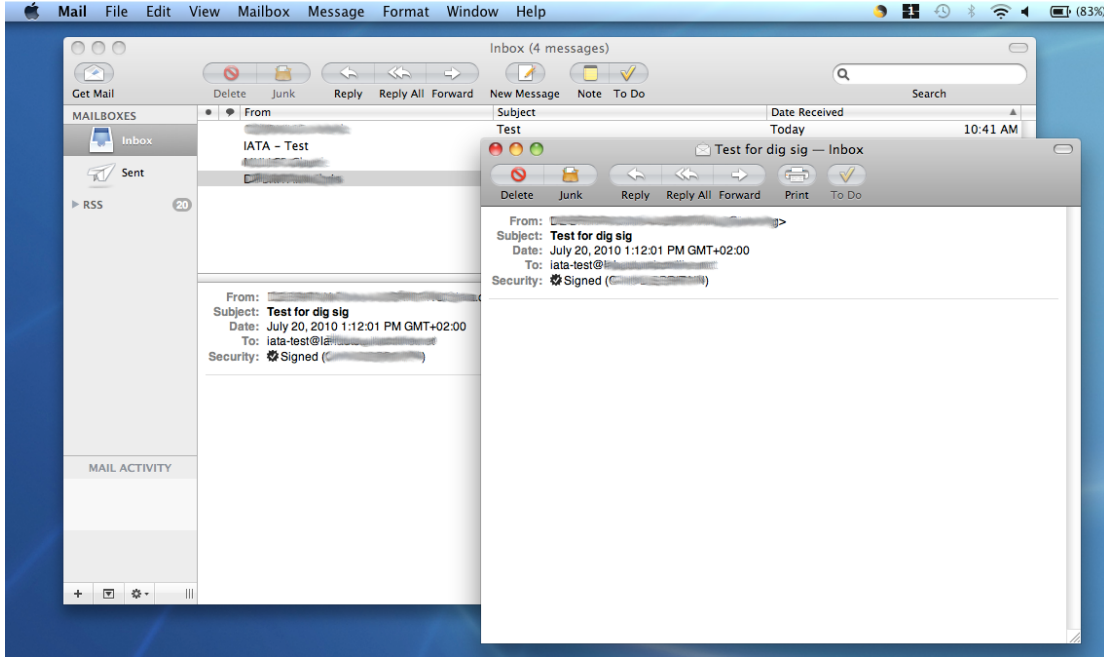 Mail File Edit View Mailbox Message Format Window Help 1 (83%)
Inbox (4 messages)
Get Mail Delete Junk Reply Reply All Forward New Message Note To Do Search
MAILBOXES
Inbox
Sent
RSS 20
MAIL ACTIVITY
From Subject Date Received
Test Today 10:41 AM
IATA - Test
From:
Subject: Test for dig sig
Date: July 20, 2010 1:12:01 PM GMT+02:00
To: iata-test@
Security: Signed (
Test for dig sig — Inbox
Delete Junk Reply Reply All Forward Print To Do
From: >
Subject: Test for dig sig
Date: July 20, 2010 1:12:01 PM GMT+02:00
To: iata-test@
Security: Signed ( )